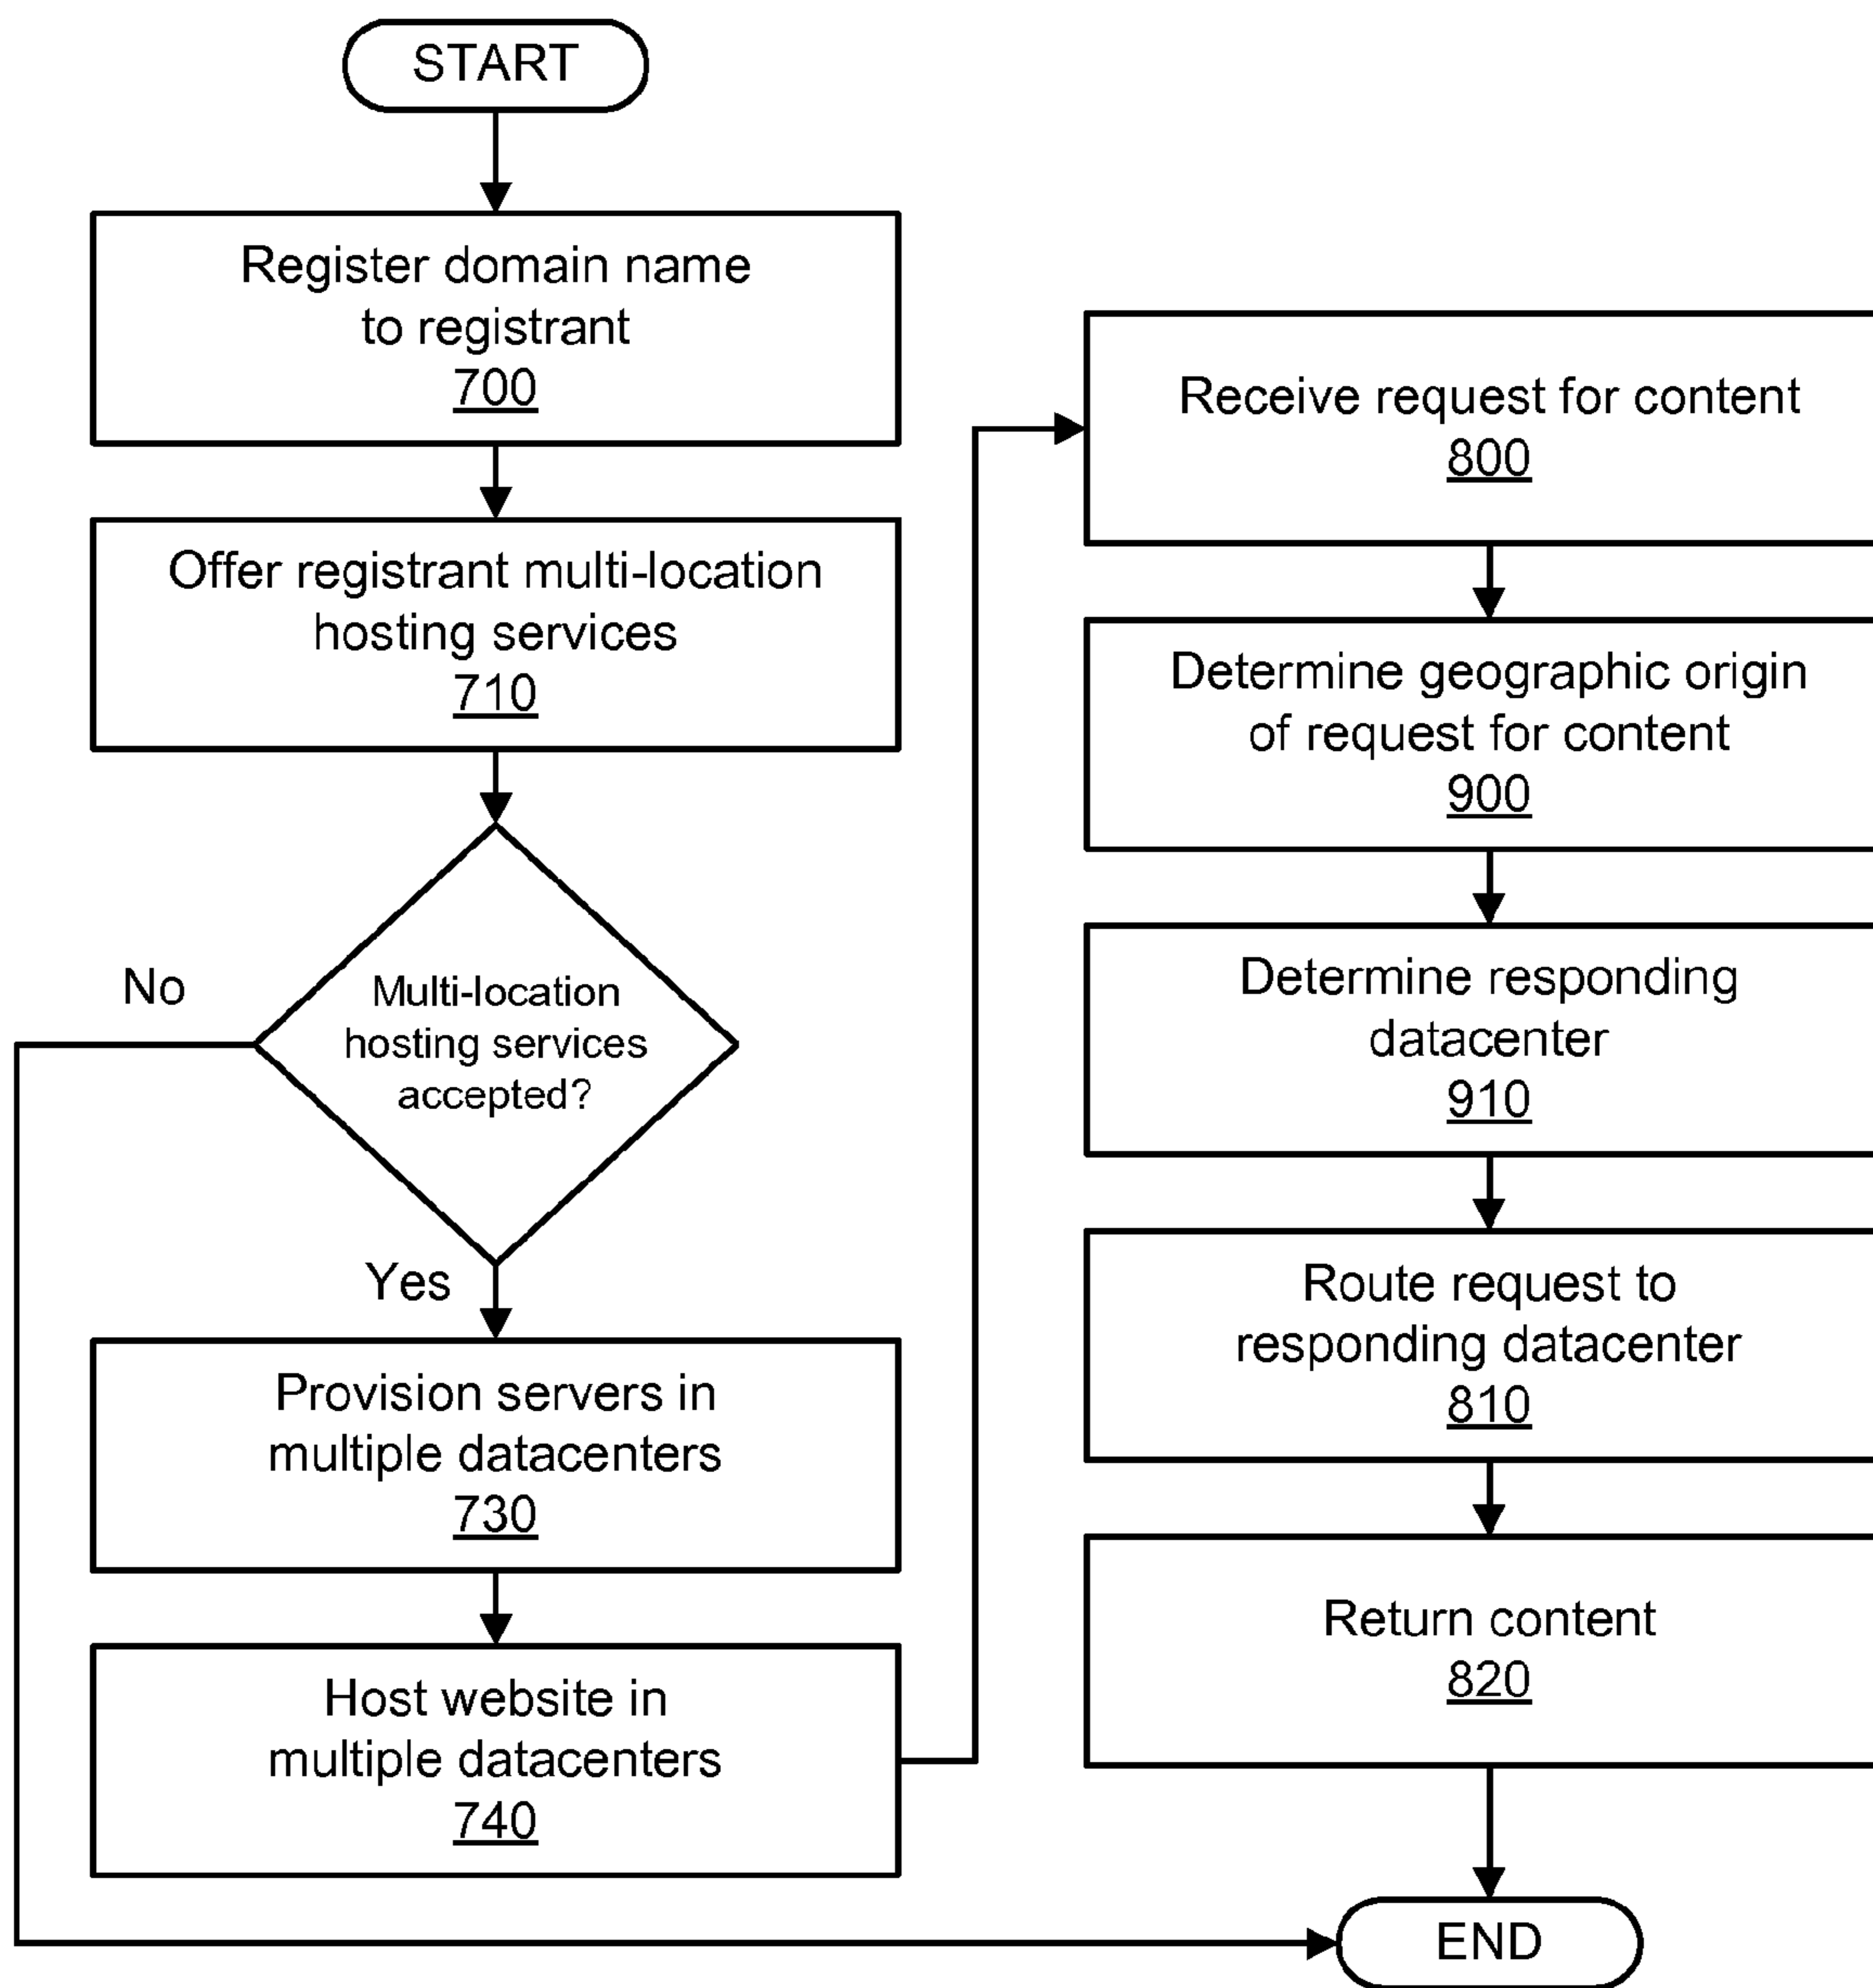 START
Register domain name
to registrant
700
Offer registrant multi-location
hosting services
710
Multi-location
hosting services
accepted?
No
Yes
Provision servers in
multiple datacenters
730
Host website in
multiple datacenters
740
Receive request for content
800
Determine geographic origin
of request for content
900
Determine responding
datacenter
910
Route request to
responding datacenter
810
Return content
820
END